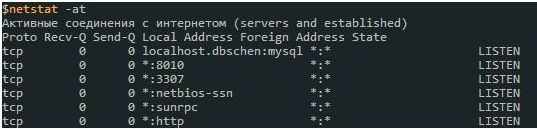 $netstat -at
Активные соединения с интернетом (servers and established)
Proto Recv-Q Send-Q Local Address Foreign Address State
tcp 0 0 localhost.dbschen:mysql *:* LISTEN
tcp 0 0 *:8010 *:* LISTEN
tcp 0 0 *:3307 *:* LISTEN
tcp 0 0 *:netbios-ssn *:* LISTEN
tcp 0 0 *:sunrpc *:* LISTEN
tcp 0 0 *:http *:* LISTEN